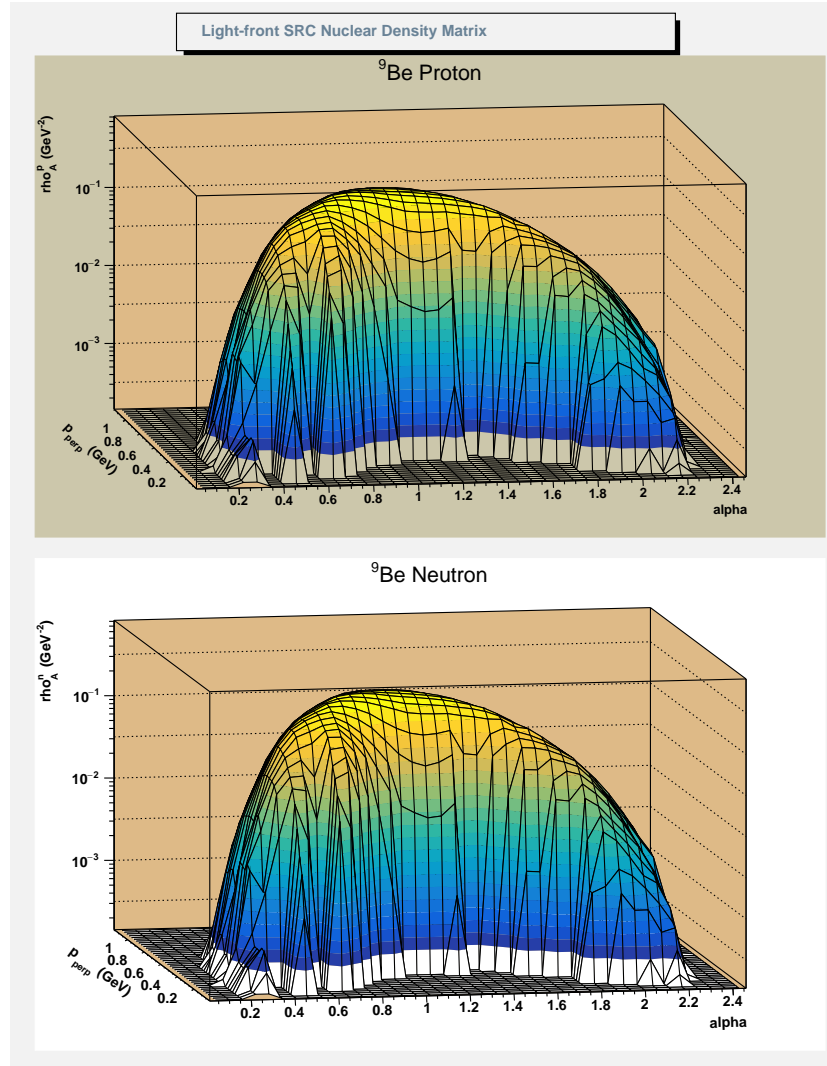 Light-front SRC Nuclear Density Matrix
⁹Be Proton
rho_A^p (GeV⁻²)
10⁻¹
10⁻²
10⁻³
1
0.8
0.6
0.4
0.2
p_perp (GeV)
0.2 0.4 0.6 0.8 1 1.2 1.4 1.6 1.8 2 2.2 2.4
alpha
⁹Be Neutron
rho_A^n (GeV⁻²)
10⁻¹
10⁻²
10⁻³
1
0.8
0.6
0.4
0.2
p_perp (GeV)
0.2 0.4 0.6 0.8 1 1.2 1.4 1.6 1.8 2 2.2 2.4
alpha